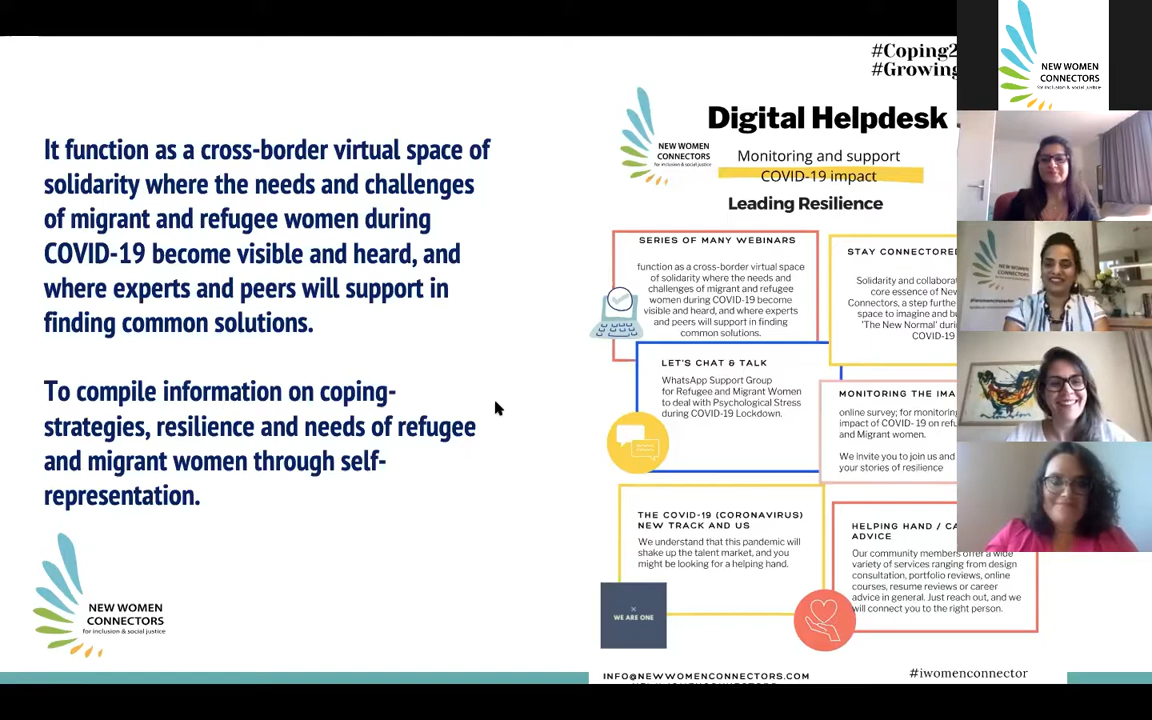 It function as a cross-border virtual space of
solidarity where the needs and challenges
of migrant and refugee women during
COVID-19 become visible and heard, and
where experts and peers will support in
finding common solutions.
To compile information on coping-
strategies, resilience and needs of refugee
and migrant women through self-
representation.
NEW WOMEN
CONNECTORS
for inclusion & social justice
#Coping2
#Growing
NEW WOMEN
CONNECTORS
for inclusion & social justice
Digital Helpdesk
Monitoring and support
COVID-19 impact
Leading Resilience
SERIES OF MANY WEBINARS
function as a cross-border virtual space
of solidarity where the needs and
challenges of migrant and refugee
women during COVID-19 become
visible and heard, and where experts
and peers will support in finding
common solutions.
STAY CONNECTORE
Solidarity and collabora
core essence of New
Connectors, a step furthe
space to imagine and bu
'The New Normal' duri
COVID-19
LET'S CHAT & TALK
WhatsApp Support Group
for Refugee and Migrant Women
to deal with Psychological Stress
during COVID-19 Lockdown.
MONITORING THE IMA
online survey; for monitoring
impact of COVID- 19 on refu
and Migrant women.
We invite you to join us and
your stories of resilience
THE COVID-19 (CORONAVIRUS)
NEW TRACK AND US
We understand that this pandemic will
shake up the talent market, and you
might be looking for a helping hand.
WE ARE ONE
HELPING HAND / CA
ADVICE
Our community members offer a wide
variety of services ranging from design
consultation, portfolio reviews, online
courses, resume reviews or career
advice in general. Just reach out, and we
will connect you to the right person.
INFO@NEWWOMENCONNECTORS.COM
#iwomenconnector
NEW WOMEN
CONNECTORS
for inclusion & social justice
NEW WOMEN
CONNECTORS